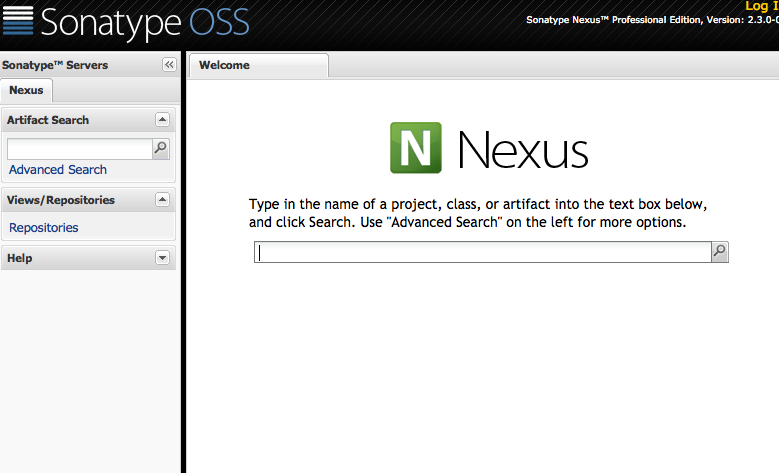 Sonatype OSS
Log I
Sonatype Nexus™ Professional Edition, Version: 2.3.0-0
Sonatype™ Servers
Welcome
Nexus
Artifact Search
Advanced Search
Views/Repositories
Repositories
Help
N Nexus
Type in the name of a project, class, or artifact into the text box below,
and click Search. Use "Advanced Search" on the left for more options.